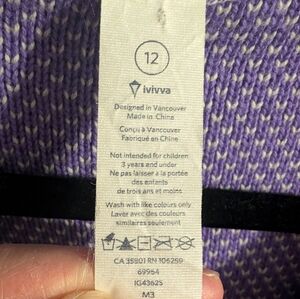 12
ivivva
Designed in Vancouver
Made in China
Conçu à Vancouver
Fabriqué en Chine
Not intended for children
3 years and under
Ne pas laisser à la portée
des enfants
de trois ans et moins
Wash with like colours only
Laver avec des couleurs
similaires seulement
CA 35801 RN 106259
69954
IG43625
M3